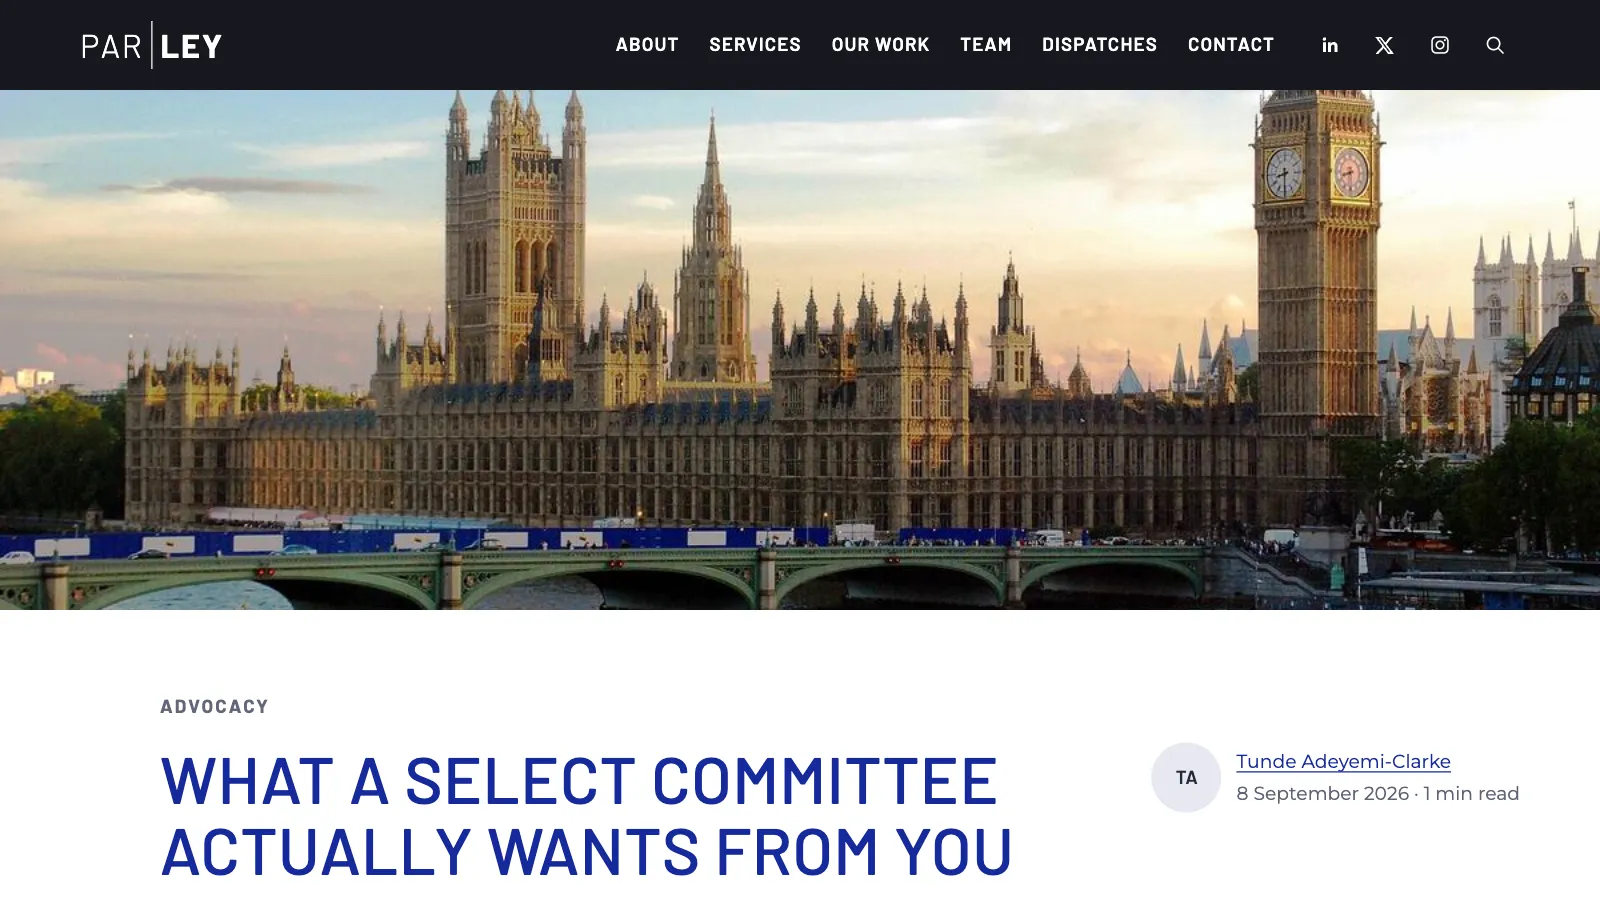 PAR LEY
ABOUT SERVICES OUR WORK TEAM DISPATCHES CONTACT
ADVOCACY
WHAT A SELECT COMMITTEE
ACTUALLY WANTS FROM YOU
TA
Tunde Adeyemi-Clarke
8 September 2026 · 1 min read